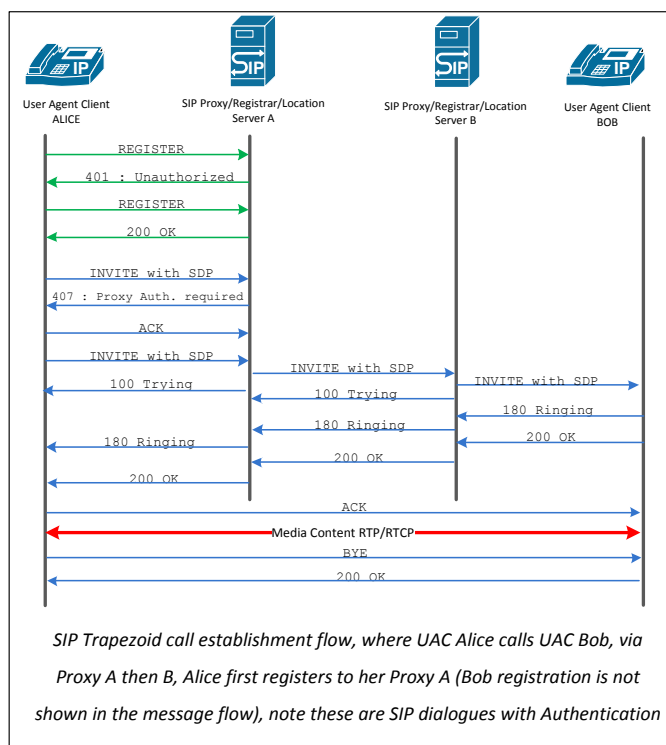 IP
SIP
SIP
IP
User Agent Client
ALICE
SIP Proxy/Registrar/Location
Server A
SIP Proxy/Registrar/Location
Server B
User Agent Client
BOB
REGISTER
401 : Unauthorized
REGISTER
200 OK
INVITE with SDP
407 : Proxy Auth. required
ACK
INVITE with SDP
INVITE with SDP
INVITE with SDP
100 Trying
100 Trying
180 Ringing
180 Ringing
180 Ringing
200 OK
200 OK
200 OK
ACK
Media Content RTP/RTCP
BYE
200 OK
SIP Trapezoid call establishment flow, where UAC Alice calls UAC Bob, via
Proxy A then B, Alice first registers to her Proxy A (Bob registration is not
shown in the message flow), note these are SIP dialogues with Authentication